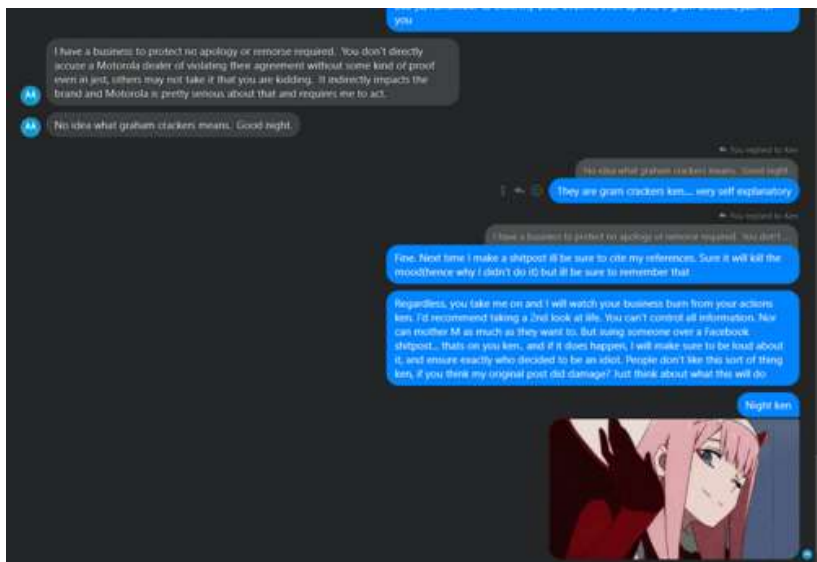 you
I have a business to protect no apology or remorse required. You don't directly
accuse a Motorola dealer of violating their agreement without some kind of proof
even in jest, others may not take it that you are kidding. It indirectly impacts the
brand and Motorola is pretty serious about that and requires me to act.
No idea what graham crackers means. Good night.
You replied to Ken
No idea what graham crackers means. Good night.
They are gram crackers ken.... very self explanatory
You replied to Ken
I have a business to protect no apology or remorse required. You don't...
Fine. Next time I make a shitpost ill be sure to cite my references. Sure it will kill the
mood(hence why I didn't do it) but ill be sure to remember that
Regardless, you take me on and I will watch your business burn from your actions
ken. I'd recommend taking a 2nd look at life. You can't control all information. Nor
can mother M as much as they want to. But suing someone over a Facebook
shitpost... thats on you ken.. and if it does happen, I will make sure to be loud about
it, and ensure exactly who decided to be an idiot. People don't like this sort of thing
ken, if you think my original post did damage? Just think about what this will do
Night ken